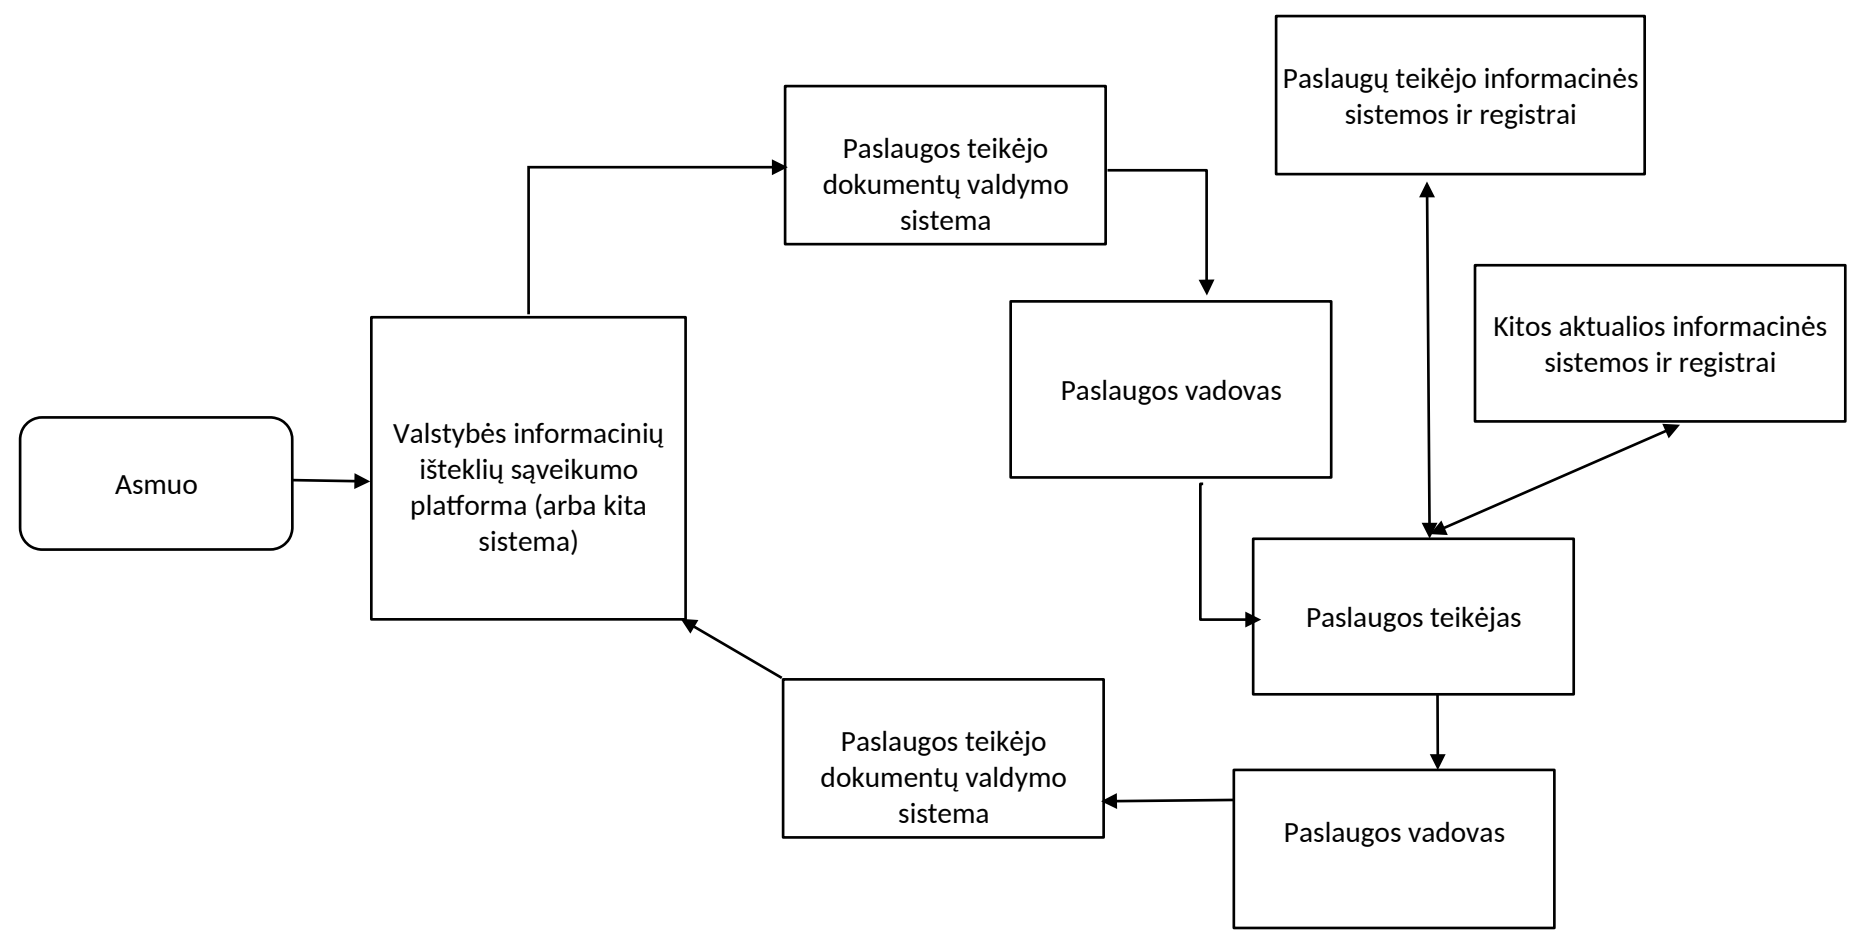 Paslaugų teikėjo informacinės
sistemos ir registrai
Paslaugos teikėjo
dokumentų valdymo
sistema
Kitos aktualios informacinės
sistemos ir registrai
Paslaugos vadovas
Valstybės informacinių
išteklių sąveikumo
platforma (arba kita
sistema)
Asmuo
Paslaugos teikėjas
Paslaugos teikėjo
dokumentų valdymo
sistema
Paslaugos vadovas